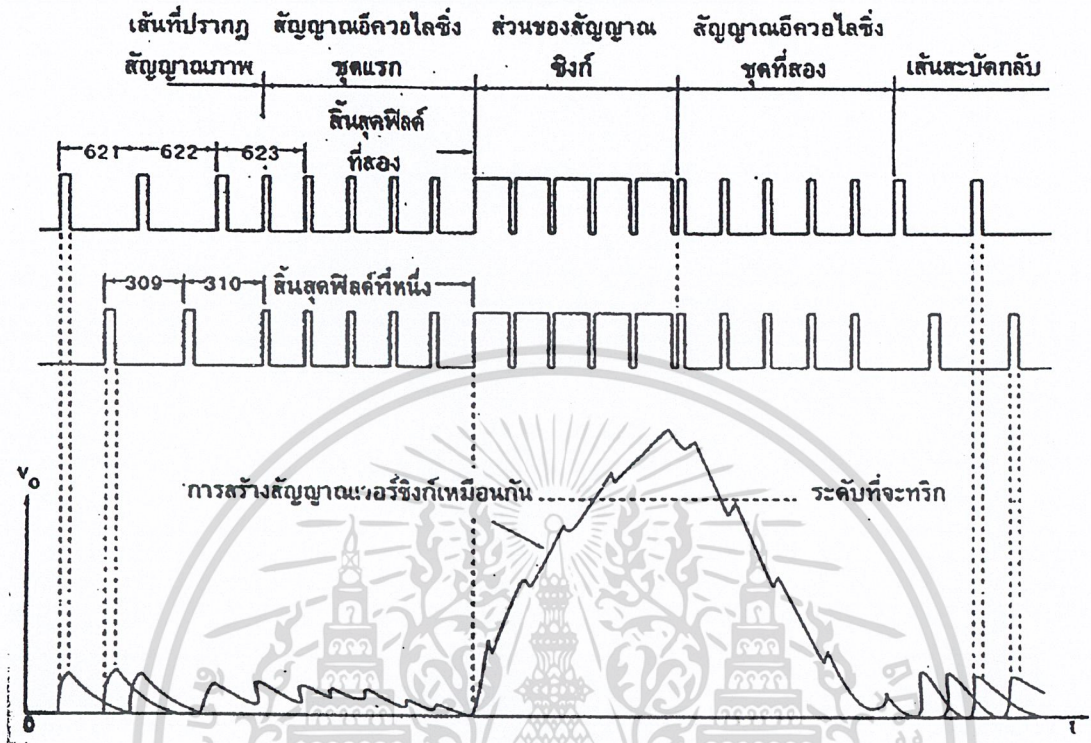 เส้นที่ปรากฏ สัญญาณอีควอไลซิ่ง ส่วนของสัญญาณ สัญญาณอีควอไลซิ่ง
สัญญาณภาพ ชุดแรก ซิงก์ ชุดที่สอง เส้นสะบัดกลับ
สิ้นสุดฟิลด์
621 622 623 ที่สอง
309 310 สิ้นสุดฟิลด์ที่หนึ่ง
Vo
การสร้างสัญญาณเวอร์ซิงก์เหมือนกัน ระดับที่จะทริก
0 t